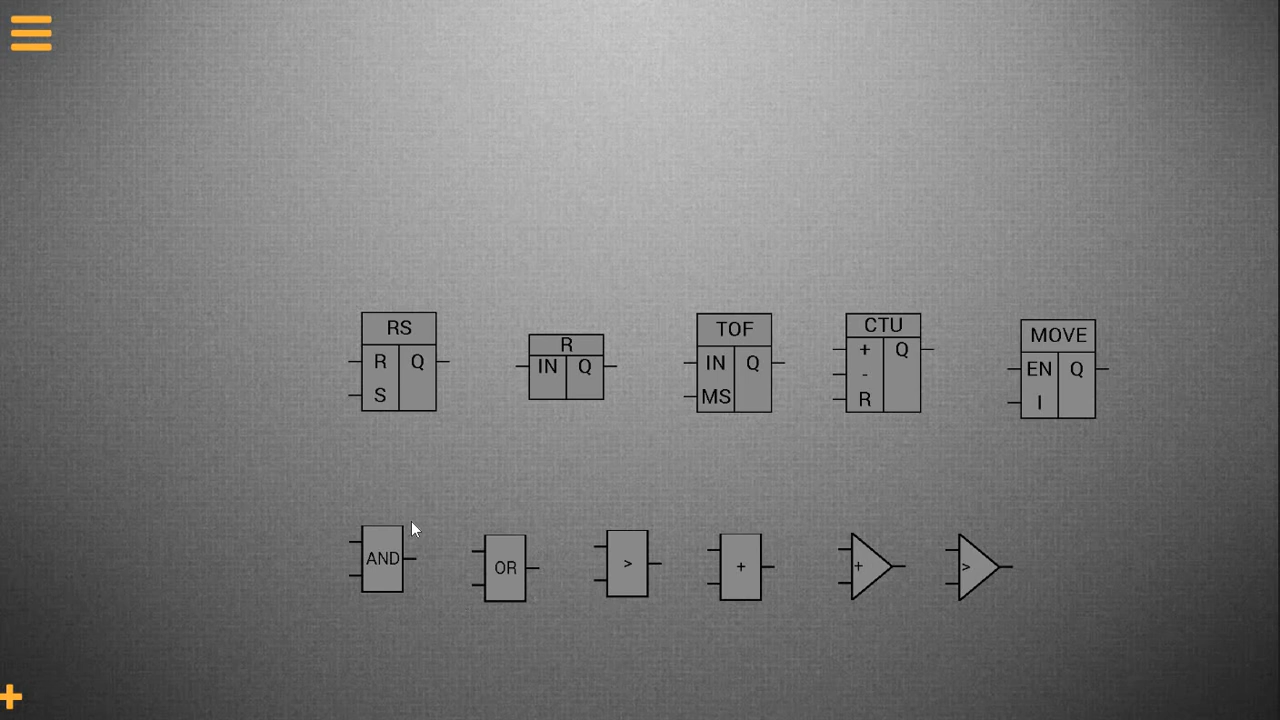 RS
R Q
S
R
IN Q
TOF
IN Q
MS
CTU
+ Q
-
R
MOVE
EN Q
I
AND
OR
>
+
+
>